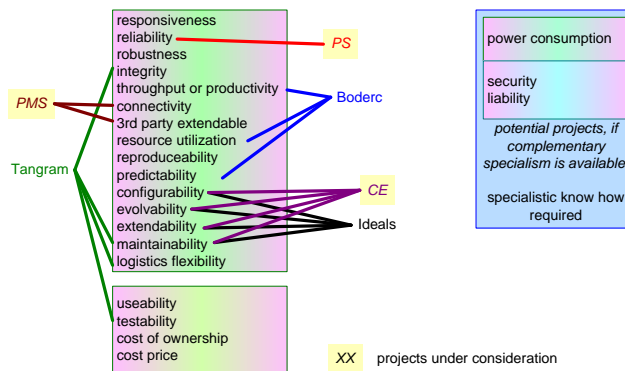 responsiveness
reliability
robustness
integrity
throughput or productivity
connectivity
3rd party extendable
resource utilization
reproduceability
predictability
configurability
evolvability
extendability
maintainability
logistics flexibility
useability
testability
cost of ownership
cost price
PMS
Tangram
PS
Boderc
CE
Ideals
XX projects under consideration
power consumption
security
liability
potential projects, if
complementary
specialism is available
specialistic know how
required